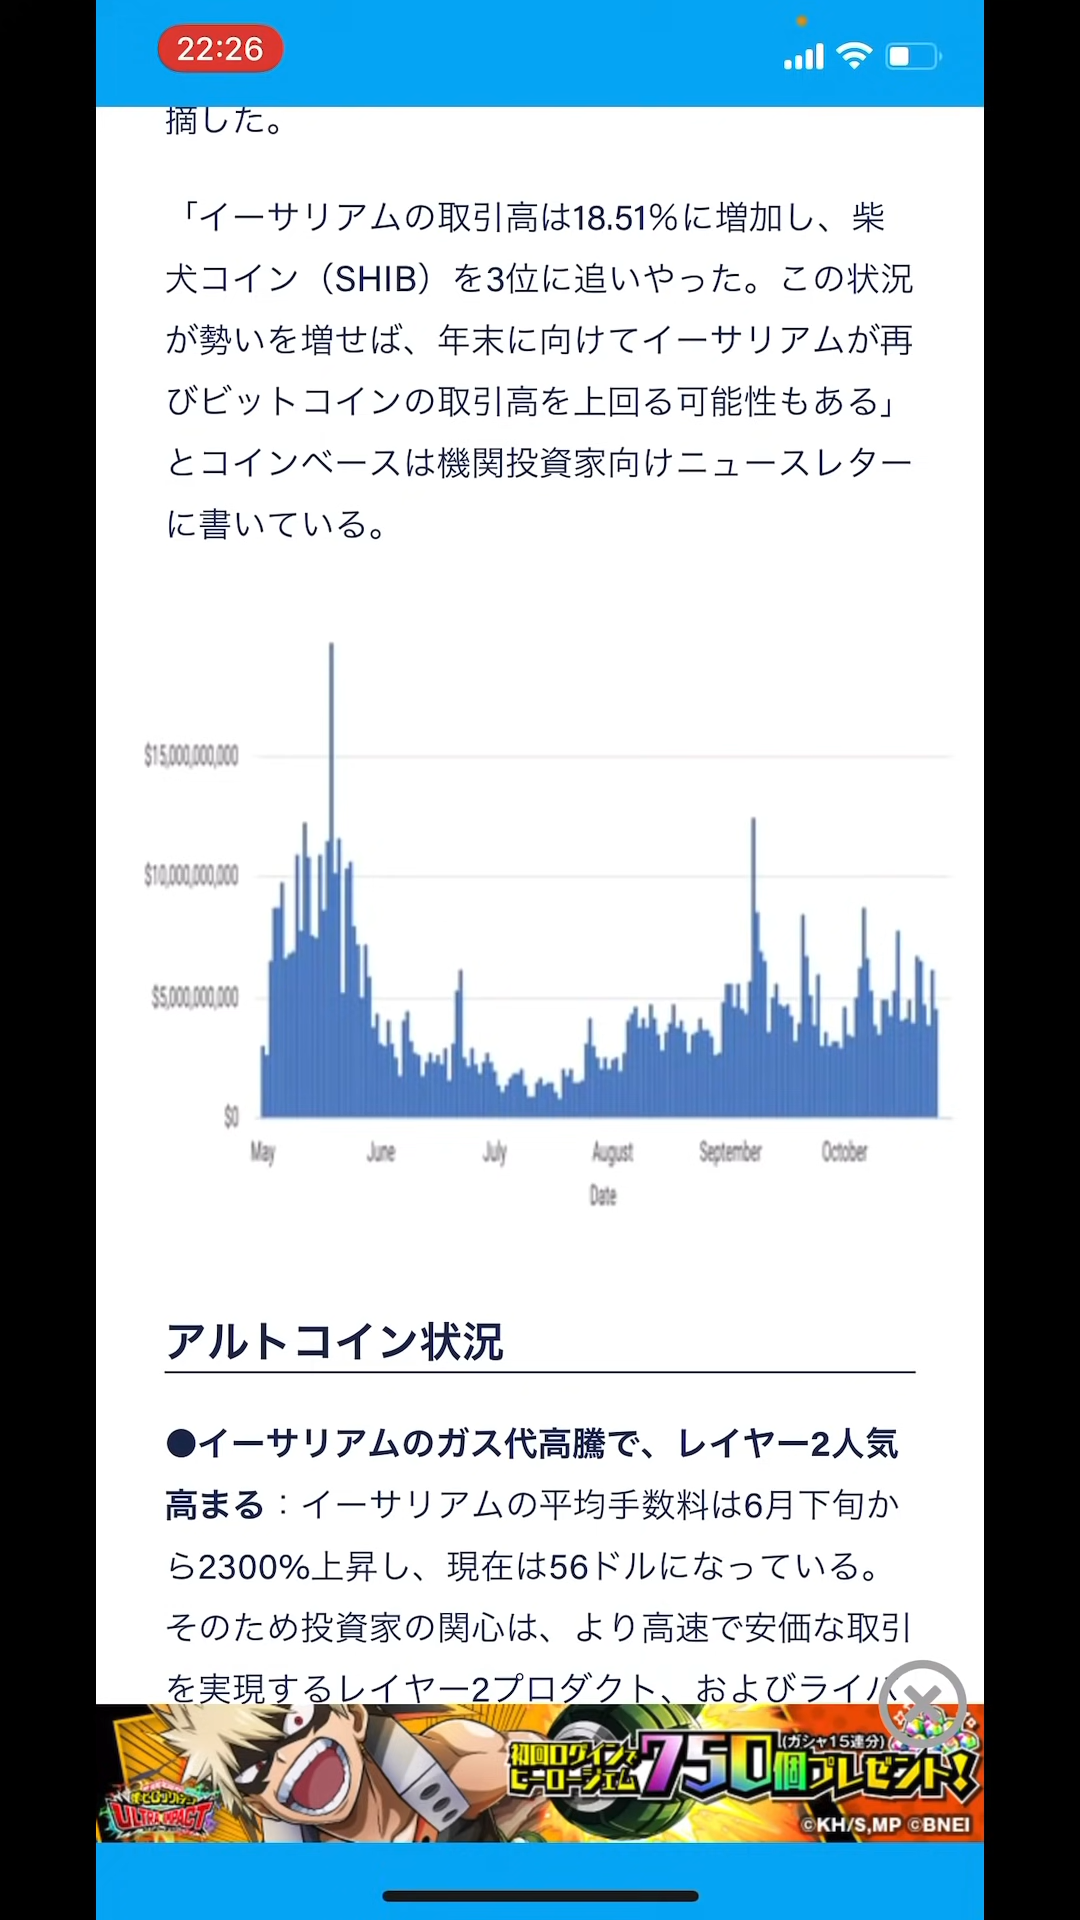 22:26
摘した。
「イーサリアムの取引高は18.51%に増加し、柴
犬コイン（SHIB）を3位に追いやった。この状況
が勢いを増せば、年末に向けてイーサリアムが再
びビットコインの取引高を上回る可能性もある」
とコインベースは機関投資家向けニュースレター
に書いている。
$15,000,000,000
$10,000,000,000
$5,000,000,000
$0
May June July August September October
Date
アルトコイン状況
●イーサリアムのガス代高騰で、レイヤー2人気
高まる：イーサリアムの平均手数料は6月下旬か
ら2300%上昇し、現在は56ドルになっている。
そのため投資家の関心は、より高速で安価な取引
を実現するレイヤー2プロダクト、およびライバ
初回ログインで
ヒーロージェム
750個プレゼント!
(ガシャ15連分)
ULTRA IMPACT
©KH/S,MP ©BNEI